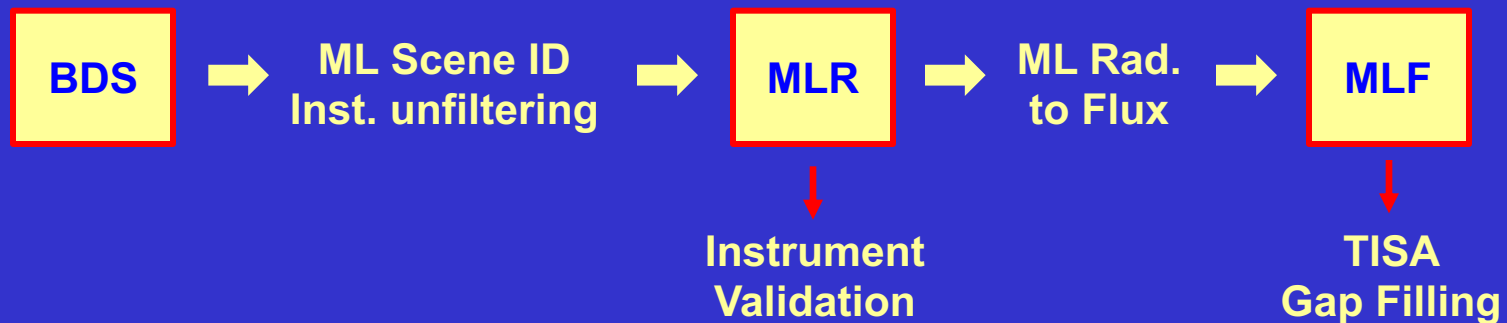 BDS
ML Scene ID
Inst. unfiltering
MLR
ML Rad.
to Flux
MLF
Instrument
Validation
TISA
Gap Filling